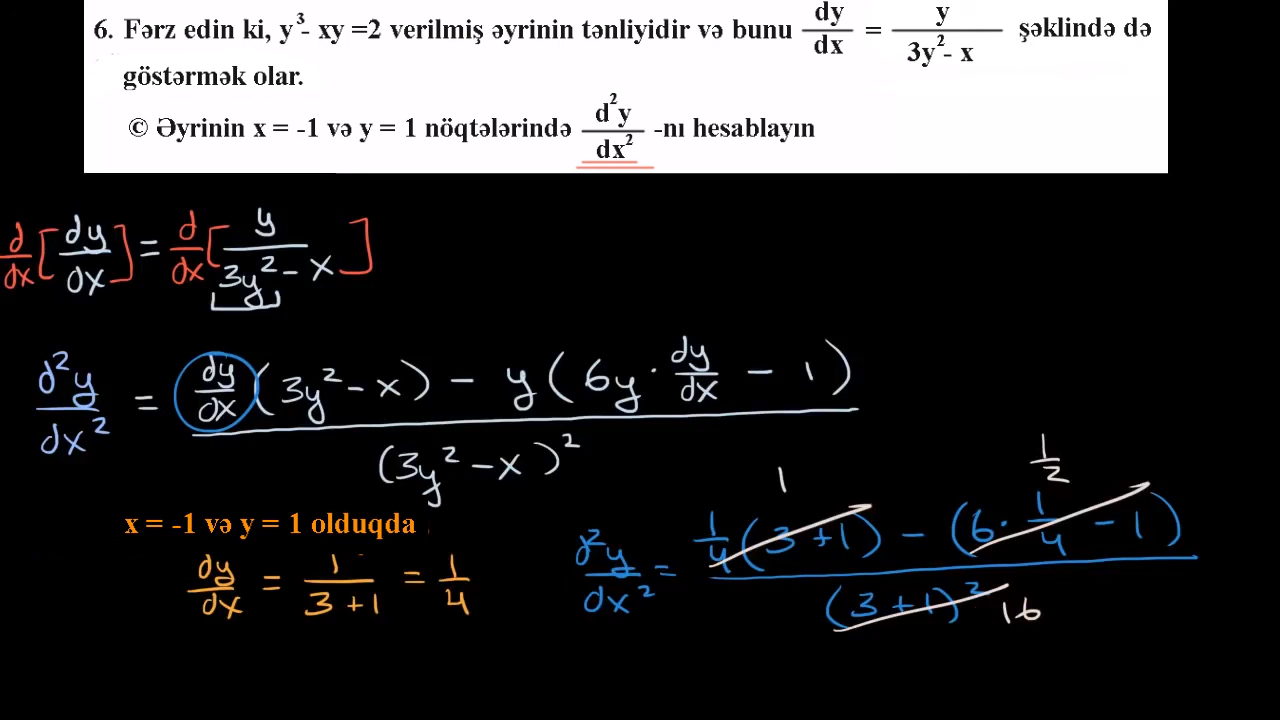 6. Fərz edin ki, y³- xy =2 verilmiş əyrinin tənliyidir və bunu dy/dx = y/(3y²- x) şəklində də
göstərmək olar.
© Əyrinin x = -1 və y = 1 nöqtələrində d²y/dx² -nı hesablayın
d/dx [dy/dx] = d/dx [y/(3y² - x)]
d²y/dx² = (dy/dx (3y² - x) - y(6y · dy/dx - 1))/(3y² - x)²
x = -1 və y = 1 olduqda
dy/dx = 1/(3 + 1) = 1/4
1 1/2
d²y/dx² = (1/4 (3 + 1) - (6 · 1/4 - 1))/(3 + 1)² 16